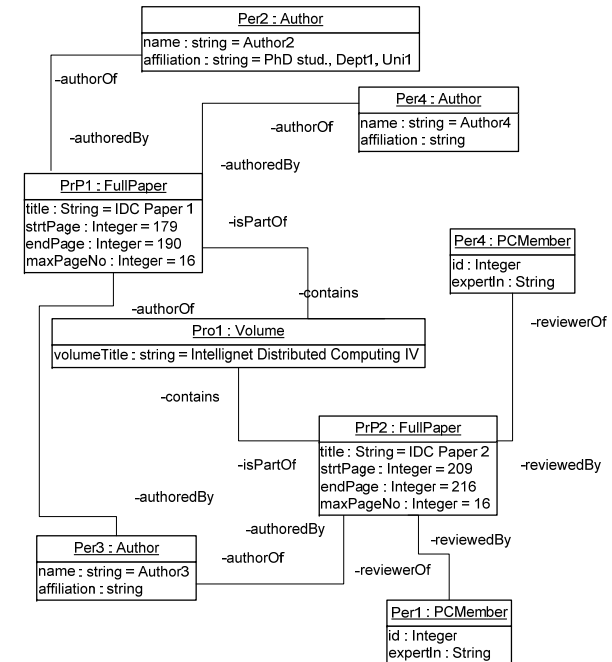 Per2 : Author
name : string = Author2
affiliation : string = PhD stud., Dept1, Uni1
-authorOf
Per4 : Author
name : string = Author4
affiliation : string
-authorOf
-authoredBy
-authoredBy
PrP1 : FullPaper
title : String = IDC Paper 1
strtPage : Integer = 179
endPage : Integer = 190
maxPageNo : Integer = 16
-isPartOf
Per4 : PCMember
id : Integer
expertIn : String
-contains
-authorOf
-reviewerOf
Pro1 : Volume
volumeTitle : string = Intellignet Distributed Computing IV
-contains
PrP2 : FullPaper
title : String = IDC Paper 2
strtPage : Integer = 209
endPage : Integer = 216
maxPageNo : Integer = 16
-isPartOf
-reviewedBy
-authoredBy
-authoredBy
-reviewedBy
Per3 : Author
name : string = Author3
affiliation : string
-authorOf
-reviewerOf
Per1 : PCMember
id : Integer
expertIn : String